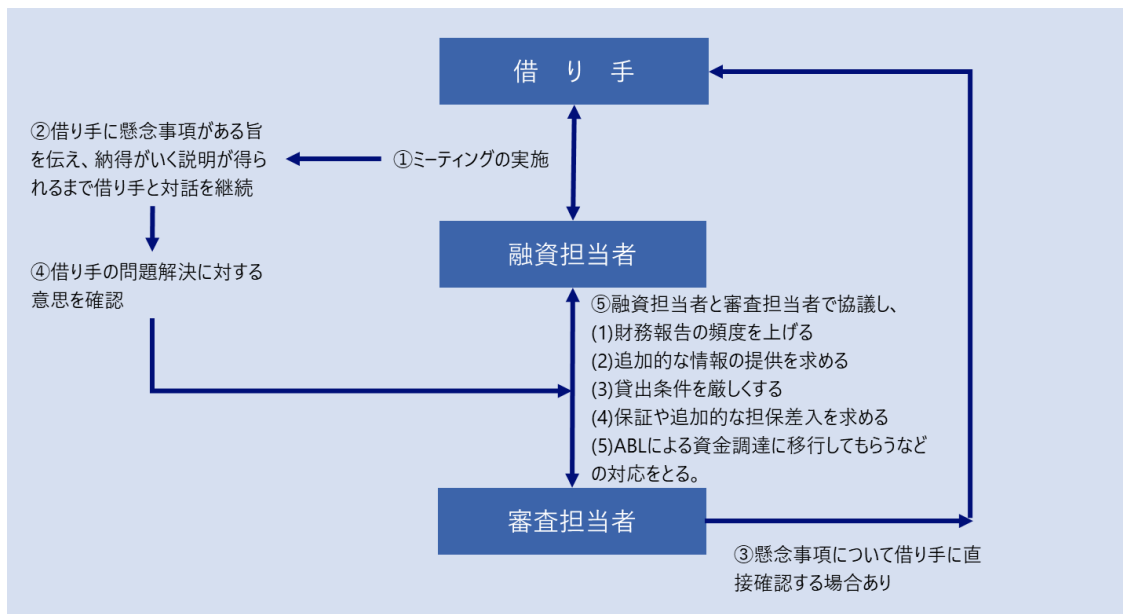 借り手
②借り手に懸念事項がある旨
を伝え、納得がいく説明が得ら
れるまで借り手と対話を継続
①ミーティングの実施
融資担当者
④借り手の問題解決に対する
意思を確認
⑤融資担当者と審査担当者で協議し、
(1)財務報告の頻度を上げる
(2)追加的な情報の提供を求める
(3)貸出条件を厳しくする
(4)保証や追加的な担保差入を求める
(5)ABLによる資金調達に移行してもらうなど
の対応をとる。
審査担当者
③懸念事項について借り手に直
接確認する場合あり